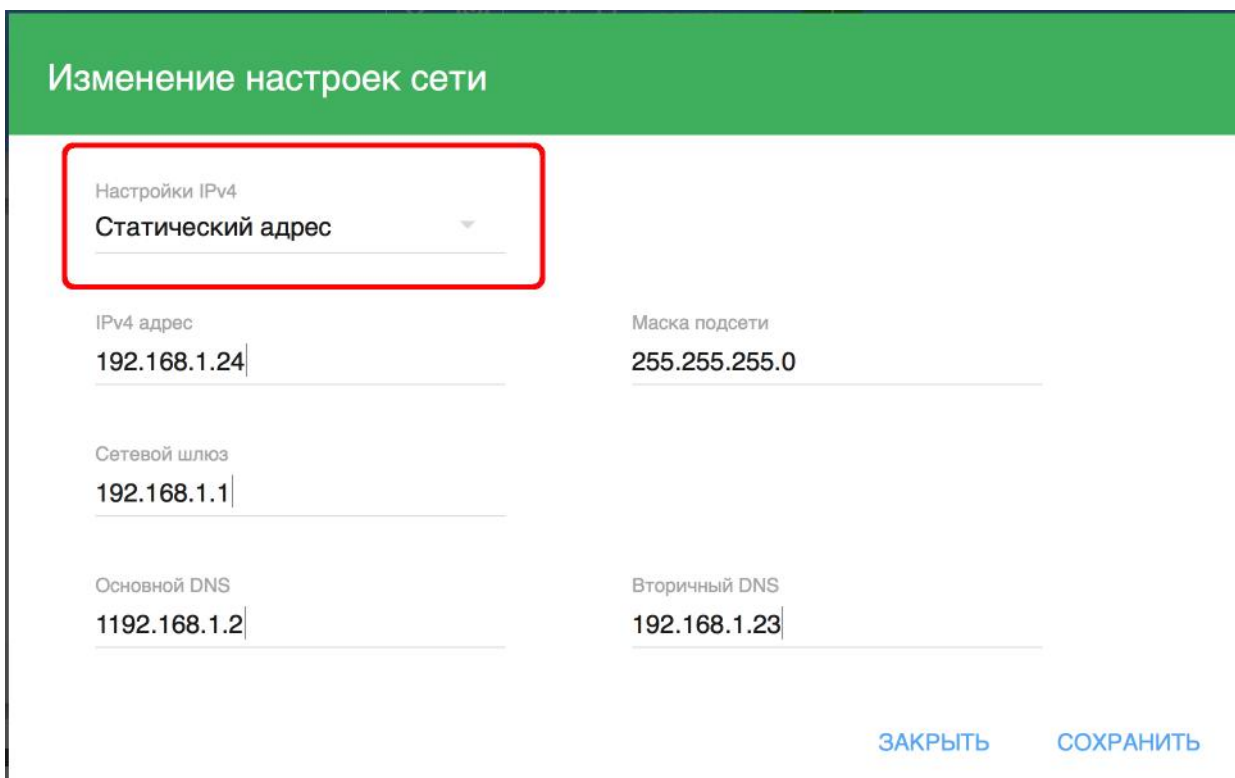 Изменение настроек сети
Настройки IPv4
Статический адрес
IPv4 адрес
Маска подсети
192.168.1.24
255.255.255.0
Сетевой шлюз
192.168.1.1
Основной DNS
Вторичный DNS
1192.168.1.2
192.168.1.23
ЗАКРЫТЬ
СОХРАНИТЬ